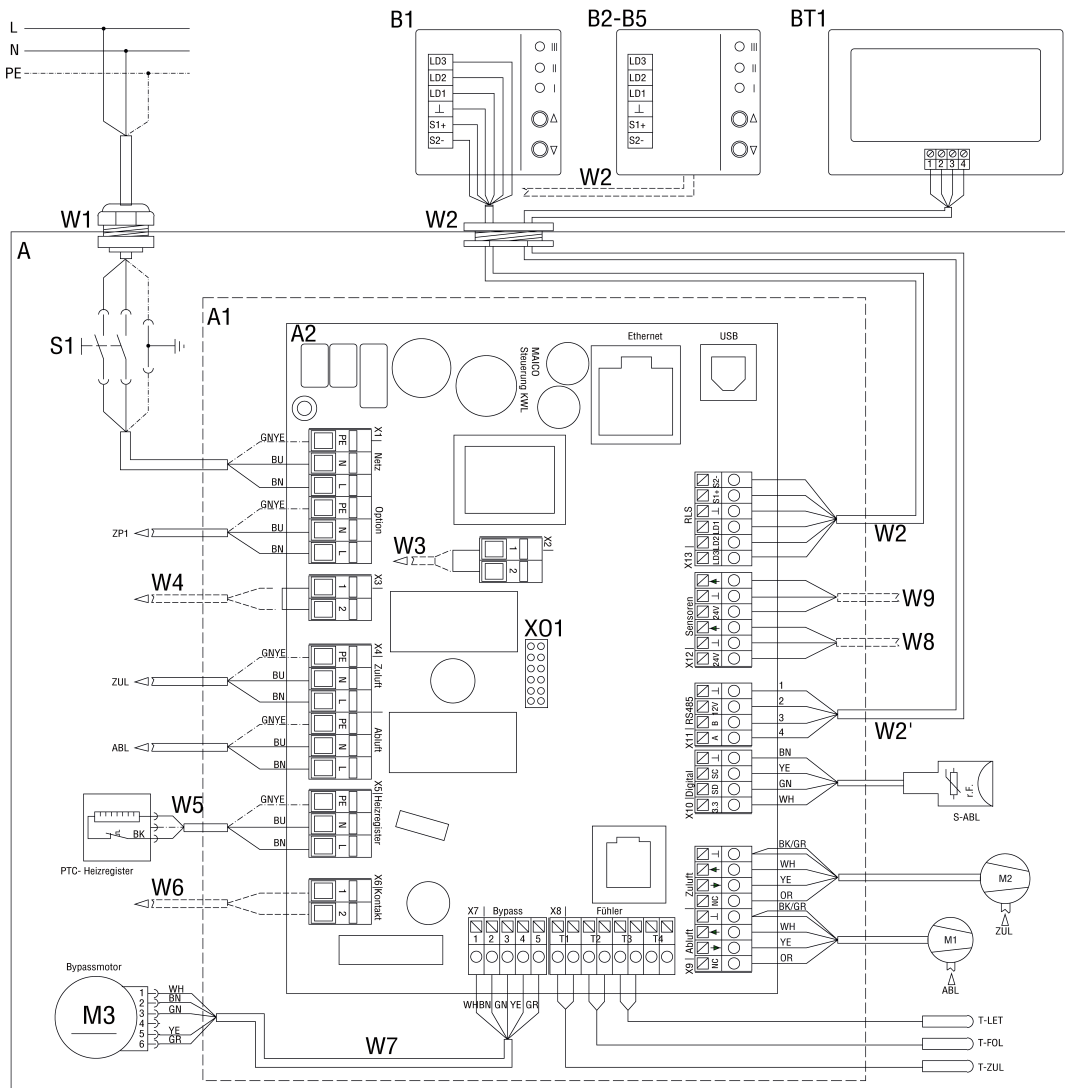 L
N
PE
B1
LD3
LD2
LD1
⊥
S1+
S2-
III
II
I
B2-B5
LD3
LD2
LD1
⊥
S1+
S2-
III
II
I
BT1
1 2 3 4
W2
W1
W2
A
S1
A1
A2
MAICO
Steuerung KWL
Ethernet
USB
GNYE
BU
BN
PE
N
L
X1| Netz
ZP1
GNYE
BU
BN
PE
N
L
Option
W3
1
2
X2
W4
1
2
X3
XO1
ZUL
GNYE
BU
BN
PE
N
L
X4| Zuluft
ABL
GNYE
BU
BN
PE
N
L
Abluft
W5
BK
PTC- Heizregister
GNYE
BU
BN
PE
N
L
X5|Heizregister
W6
1
2
X6|Kontakt
S2-
S1+
⊥
LD1
LD2
LD3
X13 | RLS
W2
⊥
24V
⊥
24V
X12| Sensoren
W9
W8
⊥
12V
B
A
X11 |RS485
1
2
3
4
W2'
⊥
SC
SD
3.3
X10 |Digital
BN
YE
GN
WH
r.F.
S-ABL
⊥
NC
Zuluft
BK/GR
WH
YE
OR
M2
ZUL
⊥
NC
X9 | Abluft
BK/GR
WH
YE
OR
M1
ABL
X7 | Bypass
1 2 3 4 5
X8 | Fühler
T1 T2 T3 T4
WH BN GN YE GR
Bypassmotor
M3
1 WH
2 BN
3 GN
4
5 YE
6 GR
W7
T-LET
T-FOL
T-ZUL